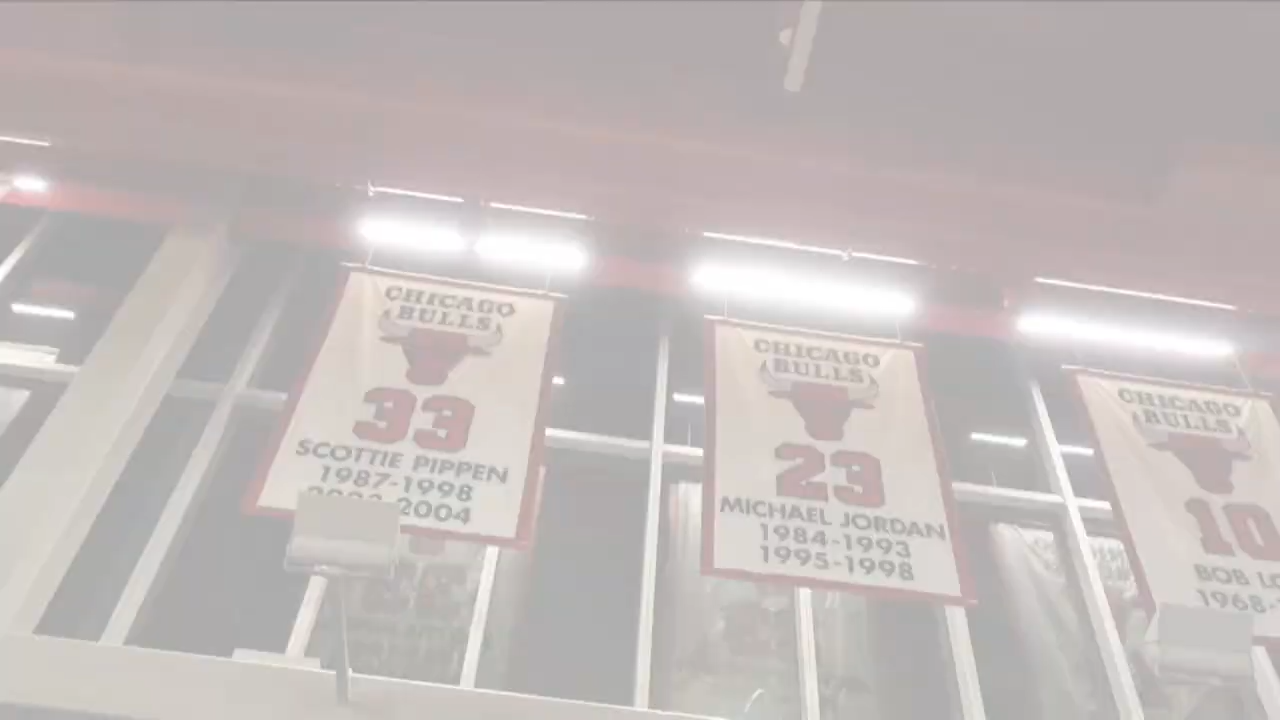 CHICAGO
BULLS
33
SCOTTIE PIPPEN
1987-1998
2004
CHICAGO
BULLS
23
MICHAEL JORDAN
1984-1993
1995-1998
CHICAGO
BULLS
10
BOB
1968-